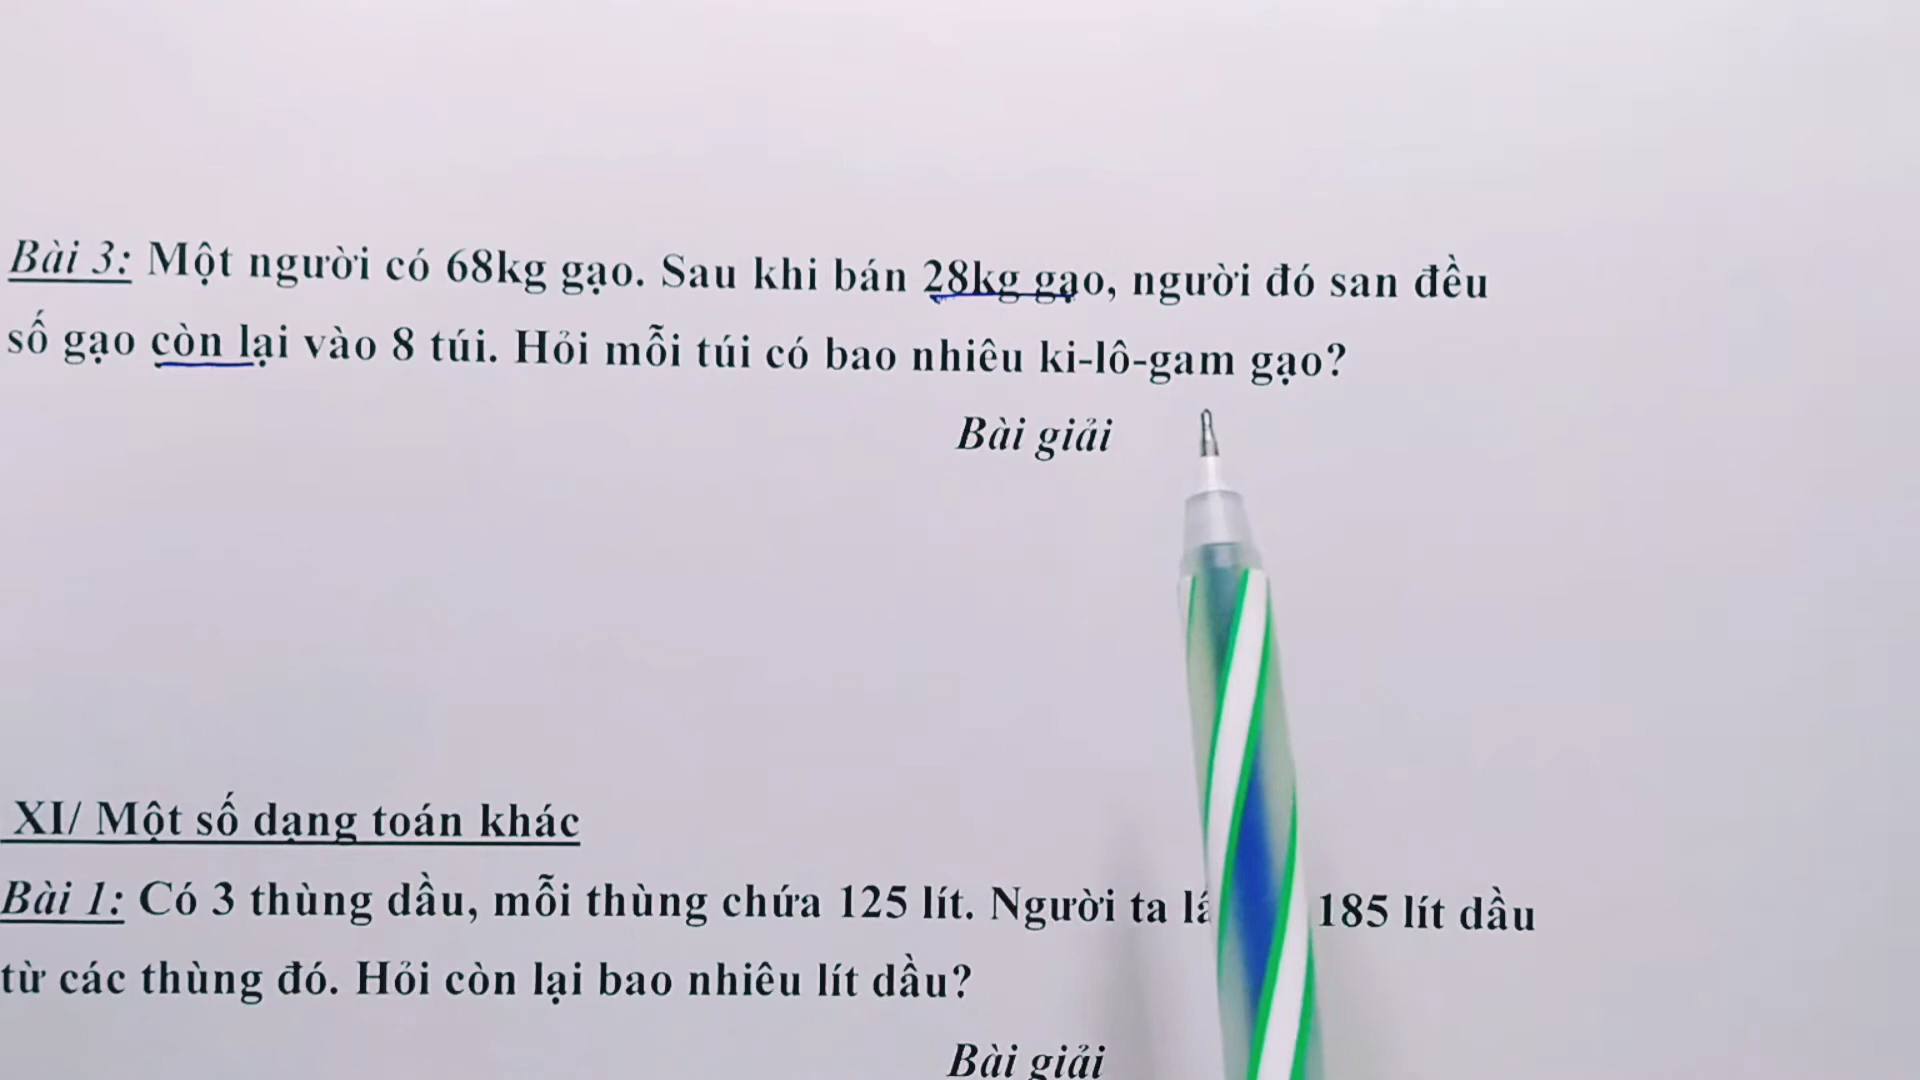 Bài 3: Một người có 68kg gạo. Sau khi bán 28kg gạo, người đó san đều
số gạo còn lại vào 8 túi. Hỏi mỗi túi có bao nhiêu ki-lô-gam gạo?
Bài giải
XI/ Một số dạng toán khác
Bài 1: Có 3 thùng dầu, mỗi thùng chứa 125 lít. Người ta 185 lít dầu
từ các thùng đó. Hỏi còn lại bao nhiêu lít dầu?
Bài giải